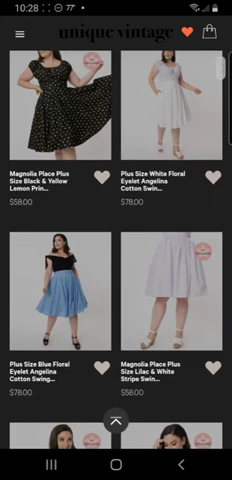 10:28
77°
unique vintage
Magnolia Place Plus
Size Black & Yellow
Lemon Prin...
$58.00
Plus Size White Floral
Eyelet Angelina
Cotton Swin...
$78.00
Plus Size Blue Floral
Eyelet Angelina
Cotton Swing...
$78.00
Magnolia Place Plus
Size Lilac & White
Stripe Swin...
$58.00